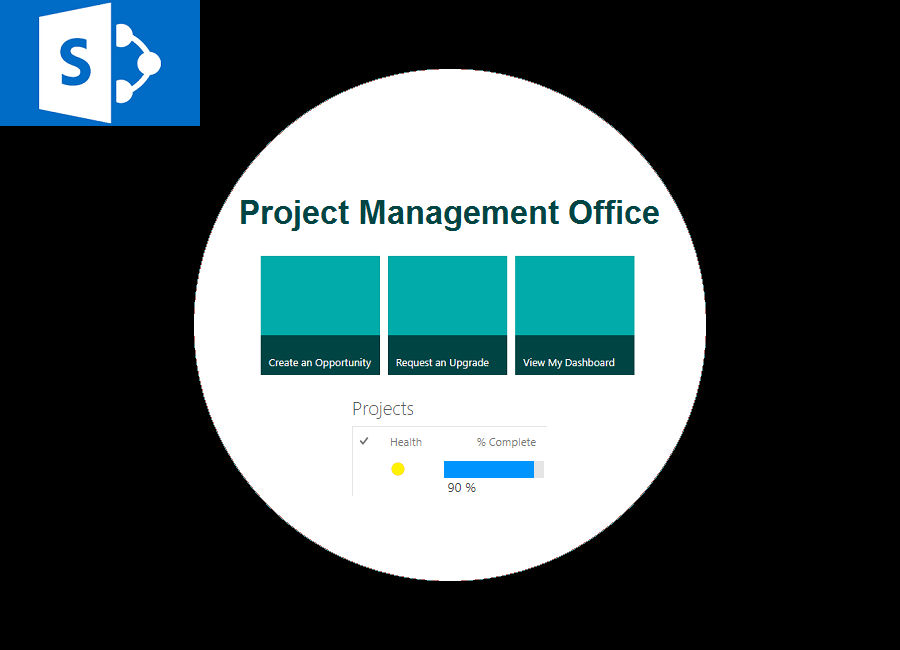 S
Project Management Office
Create an Opportunity
Request an Upgrade
View My Dashboard
Projects
Health % Complete
90 %